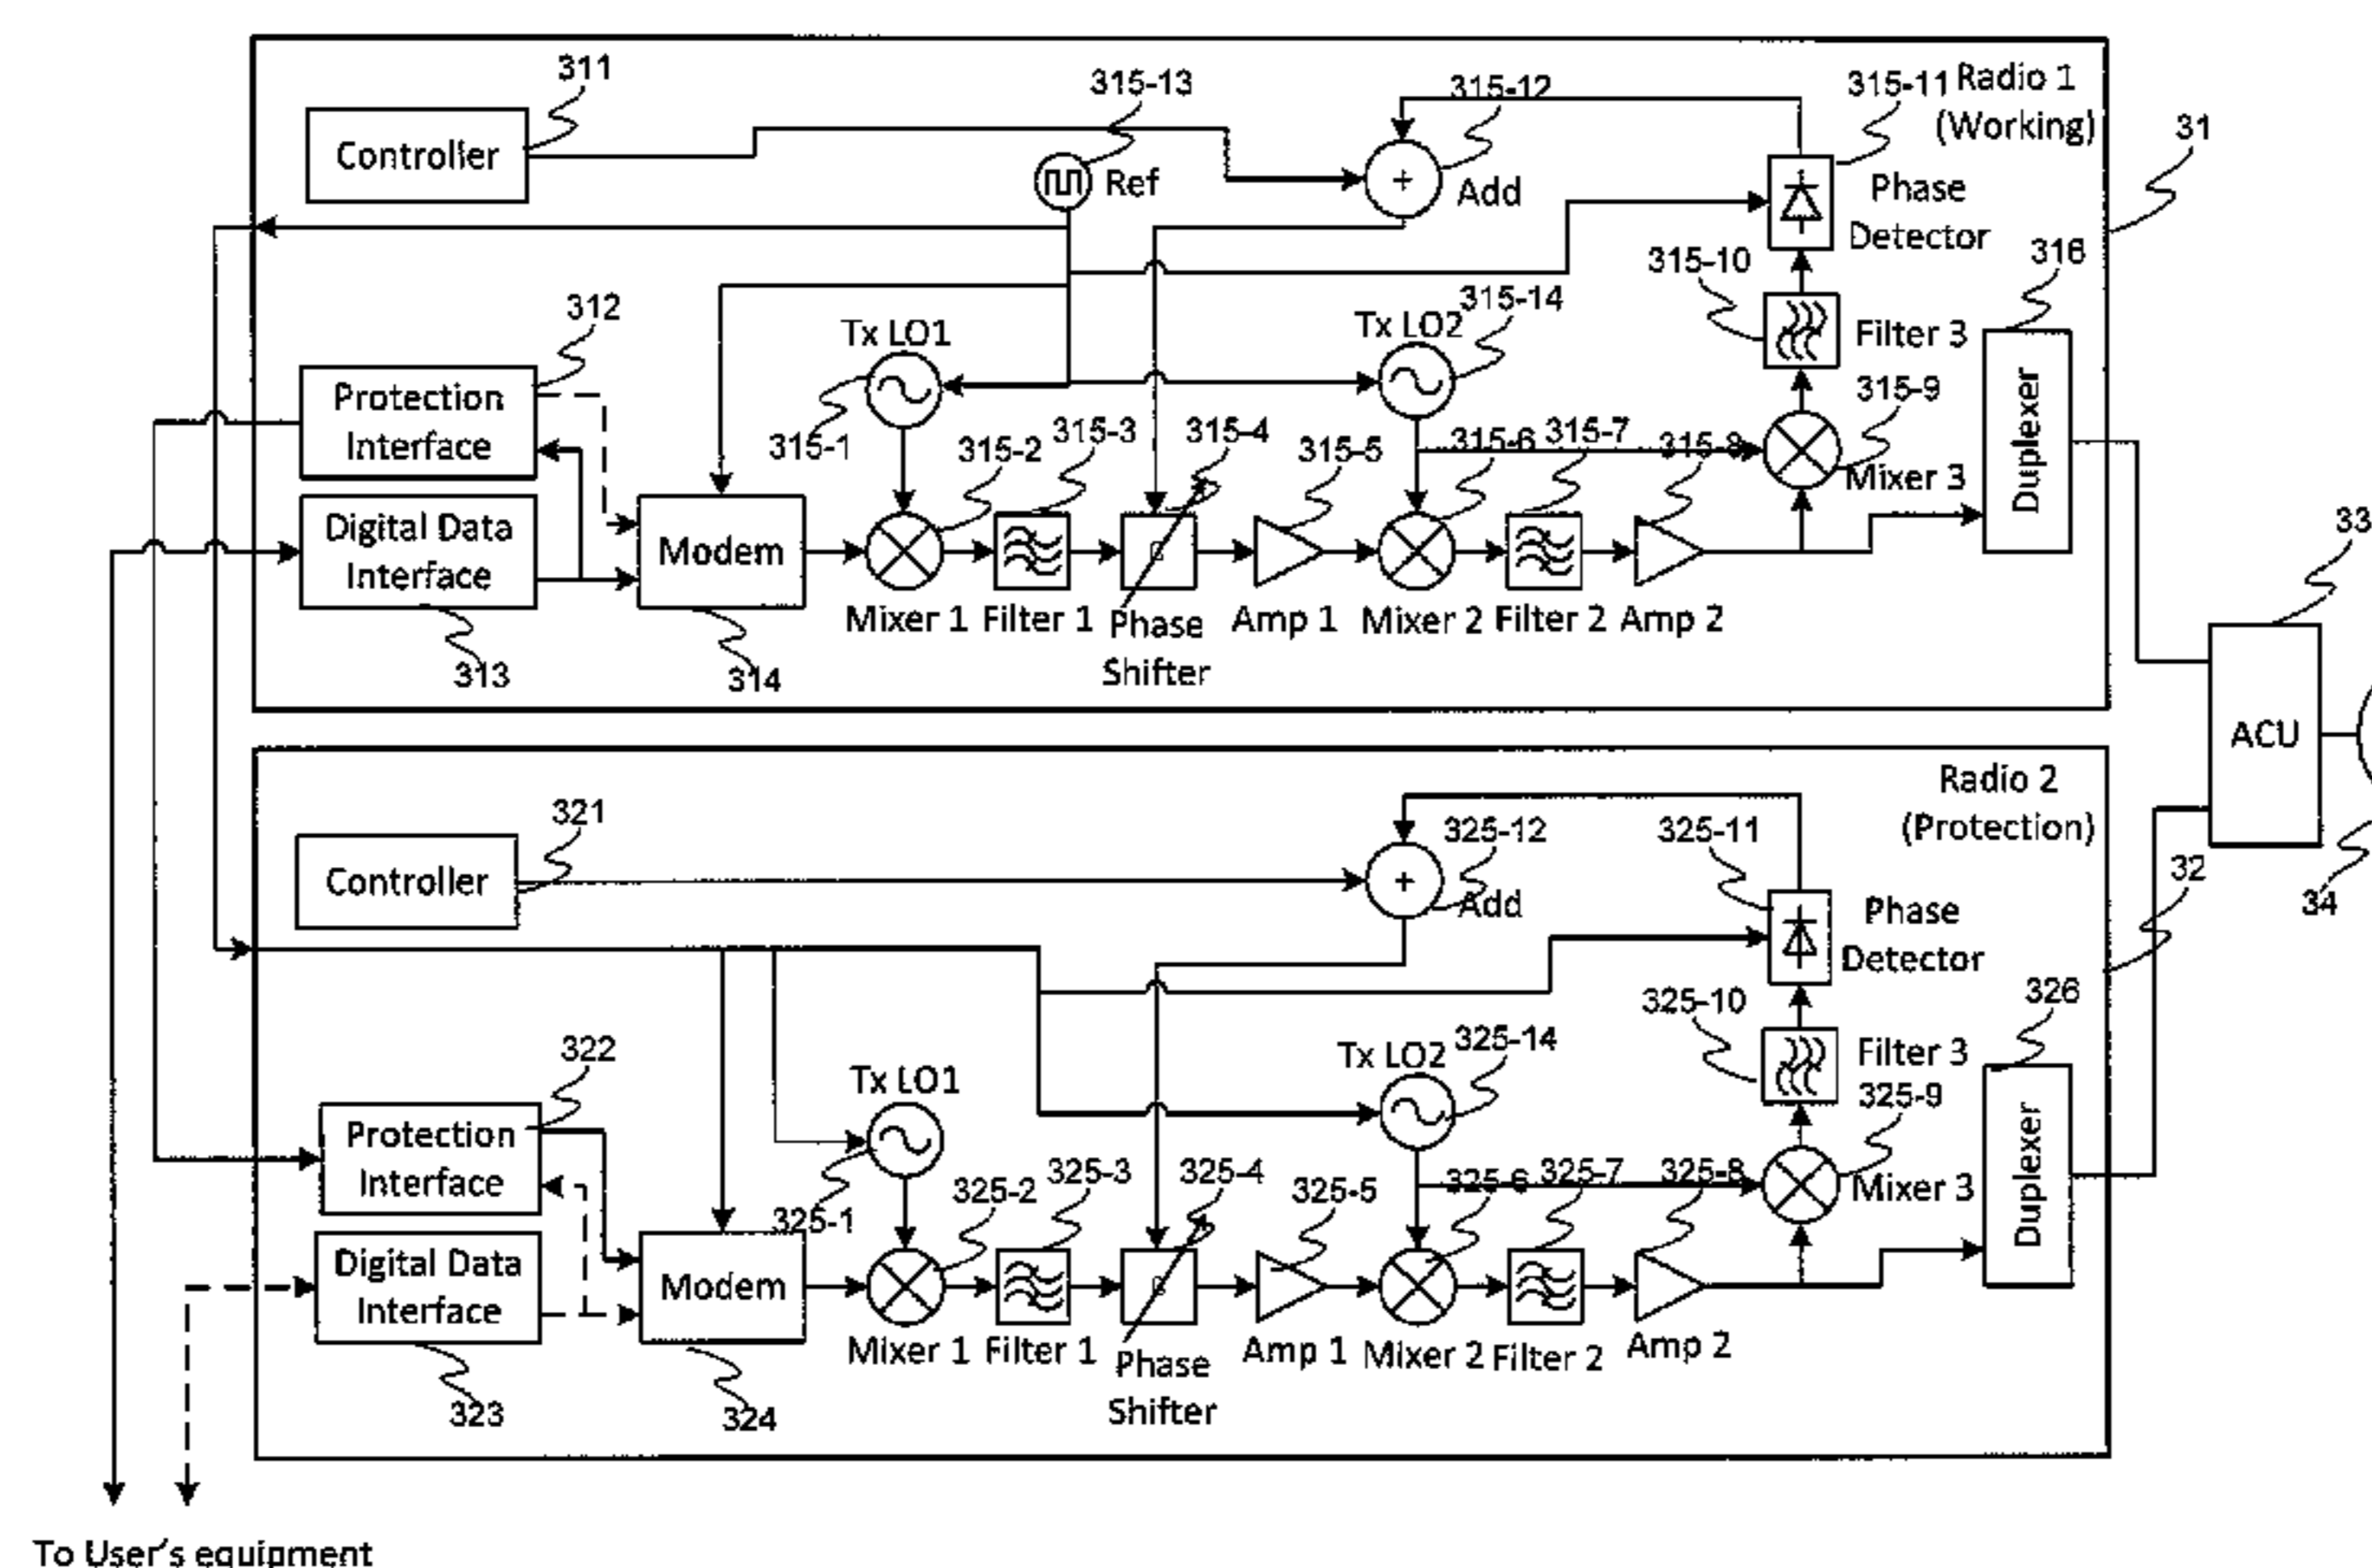 311
315-13
315-12
315-11
Radio 1
(Working)
31
Controller
Ref
+
Add
Phase
Detector
316
315-10
312
Tx LO1
Tx LO2
315-14
Filter 3
Protection
Interface
315-1
315-2
315-3
315-4
315-5
315-6
315-7
315-8
315-9
Mixer 3
Duplexer
Digital Data
Interface
Modem
33
Mixer 1
Filter 1
Phase
Shifter
Amp 1
Mixer 2
Filter 2
Amp 2
313
314
ACU
Radio 2
(Protection)
321
325-12
325-11
32
34
Controller
+
Add
Phase
Detector
326
325-10
322
Tx LO1
Tx LO2
325-14
Filter 3
325-9
Protection
Interface
325-1
325-2
325-3
325-4
325-5
325-6
325-7
325-8
Mixer 3
Duplexer
Digital Data
Interface
Modem
Mixer 1
Filter 1
Phase
Shifter
Amp 1
Mixer 2
Filter 2
Amp 2
323
324
To User's equipment